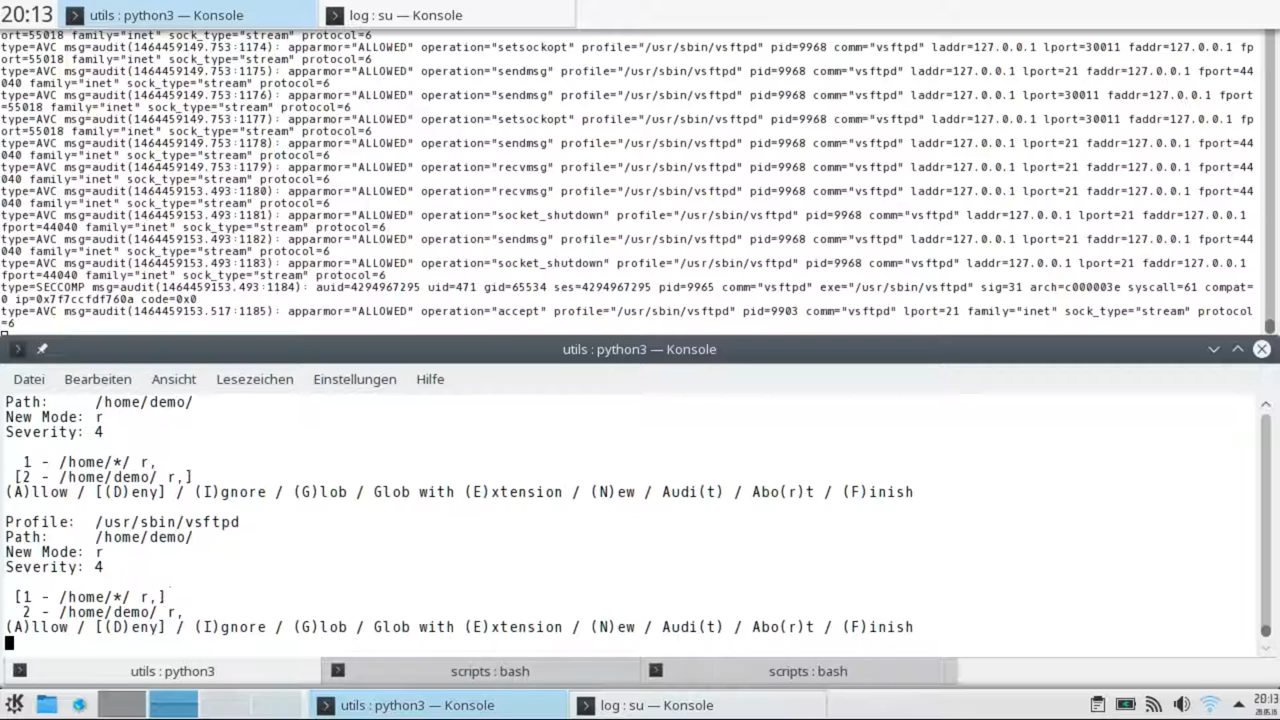 20:13 utils : python3 — Konsole log : su — Konsole
ort=55018 family="inet" sock_type="stream" protocol=6
type=AVC msg=audit(1464459149.753:1174): apparmor="ALLOWED" operation="setsockopt" profile="/usr/sbin/vsftpd" pid=9968 comm="vsftpd" laddr=127.0.0.1 lport=30011 faddr=127.0.0.1 fp
ort=55018 family="inet" sock_type="stream" protocol=6
type=AVC msg=audit(1464459149.753:1175): apparmor="ALLOWED" operation="sendmsg" profile="/usr/sbin/vsftpd" pid=9968 comm="vsftpd" laddr=127.0.0.1 lport=21 faddr=127.0.0.1 fport=44
040 family="inet" sock_type="stream" protocol=6
type=AVC msg=audit(1464459149.753:1176): apparmor="ALLOWED" operation="sendmsg" profile="/usr/sbin/vsftpd" pid=9968 comm="vsftpd" laddr=127.0.0.1 lport=30011 faddr=127.0.0.1 fport
=55018 family="inet" sock_type="stream" protocol=6
type=AVC msg=audit(1464459149.753:1177): apparmor="ALLOWED" operation="setsockopt" profile="/usr/sbin/vsftpd" pid=9968 comm="vsftpd" laddr=127.0.0.1 lport=30011 faddr=127.0.0.1 fp
ort=55018 family="inet" sock_type="stream" protocol=6
type=AVC msg=audit(1464459149.753:1178): apparmor="ALLOWED" operation="sendmsg" profile="/usr/sbin/vsftpd" pid=9968 comm="vsftpd" laddr=127.0.0.1 lport=21 faddr=127.0.0.1 fport=44
040 family="inet" sock_type="stream" protocol=6
type=AVC msg=audit(1464459149.753:1179): apparmor="ALLOWED" operation="recvmsg" profile="/usr/sbin/vsftpd" pid=9968 comm="vsftpd" laddr=127.0.0.1 lport=21 faddr=127.0.0.1 fport=44
040 family="inet" sock_type="stream" protocol=6
type=AVC msg=audit(1464459153.493:1180): apparmor="ALLOWED" operation="recvmsg" profile="/usr/sbin/vsftpd" pid=9968 comm="vsftpd" laddr=127.0.0.1 lport=21 faddr=127.0.0.1 fport=44
040 family="inet" sock_type="stream" protocol=6
type=AVC msg=audit(1464459153.493:1181): apparmor="ALLOWED" operation="socket_shutdown" profile="/usr/sbin/vsftpd" pid=9968 comm="vsftpd" laddr=127.0.0.1 lport=21 faddr=127.0.0.1
fport=44040 family="inet" sock_type="stream" protocol=6
type=AVC msg=audit(1464459153.493:1182): apparmor="ALLOWED" operation="sendmsg" profile="/usr/sbin/vsftpd" pid=9968 comm="vsftpd" laddr=127.0.0.1 lport=21 faddr=127.0.0.1 fport=44
040 family="inet" sock_type="stream" protocol=6
type=AVC msg=audit(1464459153.493:1183): apparmor="ALLOWED" operation="socket_shutdown" profile="/usr/sbin/vsftpd" pid=9968 comm="vsftpd" laddr=127.0.0.1 lport=21 faddr=127.0.0.1
fport=44040 family="inet" sock_type="stream" protocol=6
type=SECCOMP msg=audit(1464459153.493:1184): auid=4294967295 uid=471 gid=65534 ses=4294967295 pid=9965 comm="vsftpd" exe="/usr/sbin/vsftpd" sig=31 arch=c000003e syscall=61 compat=
0 ip=0x7f7ccfdf760a code=0x0
type=AVC msg=audit(1464459153.517:1185): apparmor="ALLOWED" operation="accept" profile="/usr/sbin/vsftpd" pid=9903 comm="vsftpd" lport=21 family="inet" sock_type="stream" protocol
=6
utils : python3 — Konsole
Datei Bearbeiten Ansicht Lesezeichen Einstellungen Hilfe
Path: /home/demo/
New Mode: r
Severity: 4
1 - /home/*/ r,
[2 - /home/demo/ r,]
(A)llow / [(D)eny] / (I)gnore / (G)lob / Glob with (E)xtension / (N)ew / Audi(t) / Abo(r)t / (F)inish
Profile: /usr/sbin/vsftpd
Path: /home/demo/
New Mode: r
Severity: 4
[1 - /home/*/ r,]
2 - /home/demo/ r,
(A)llow / [(D)eny] / (I)gnore / (G)lob / Glob with (E)xtension / (N)ew / Audi(t) / Abo(r)t / (F)inish
utils : python3 scripts : bash scripts : bash
utils : python3 — Konsole log : su — Konsole 20:13